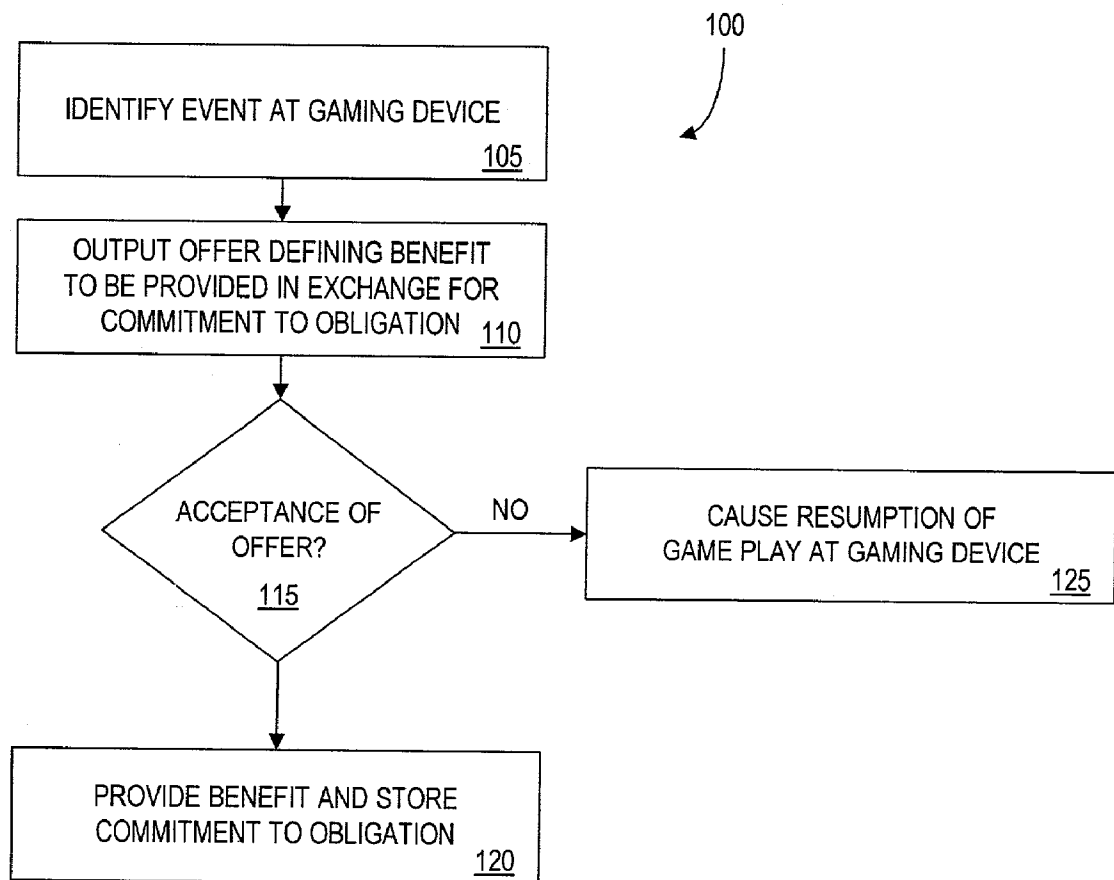 100
IDENTIFY EVENT AT GAMING DEVICE
105
OUTPUT OFFER DEFINING BENEFIT
TO BE PROVIDED IN EXCHANGE FOR
COMMITMENT TO OBLIGATION
110
ACCEPTANCE OF
OFFER?
115
NO
CAUSE RESUMPTION OF
GAME PLAY AT GAMING DEVICE
125
PROVIDE BENEFIT AND STORE
COMMITMENT TO OBLIGATION
120